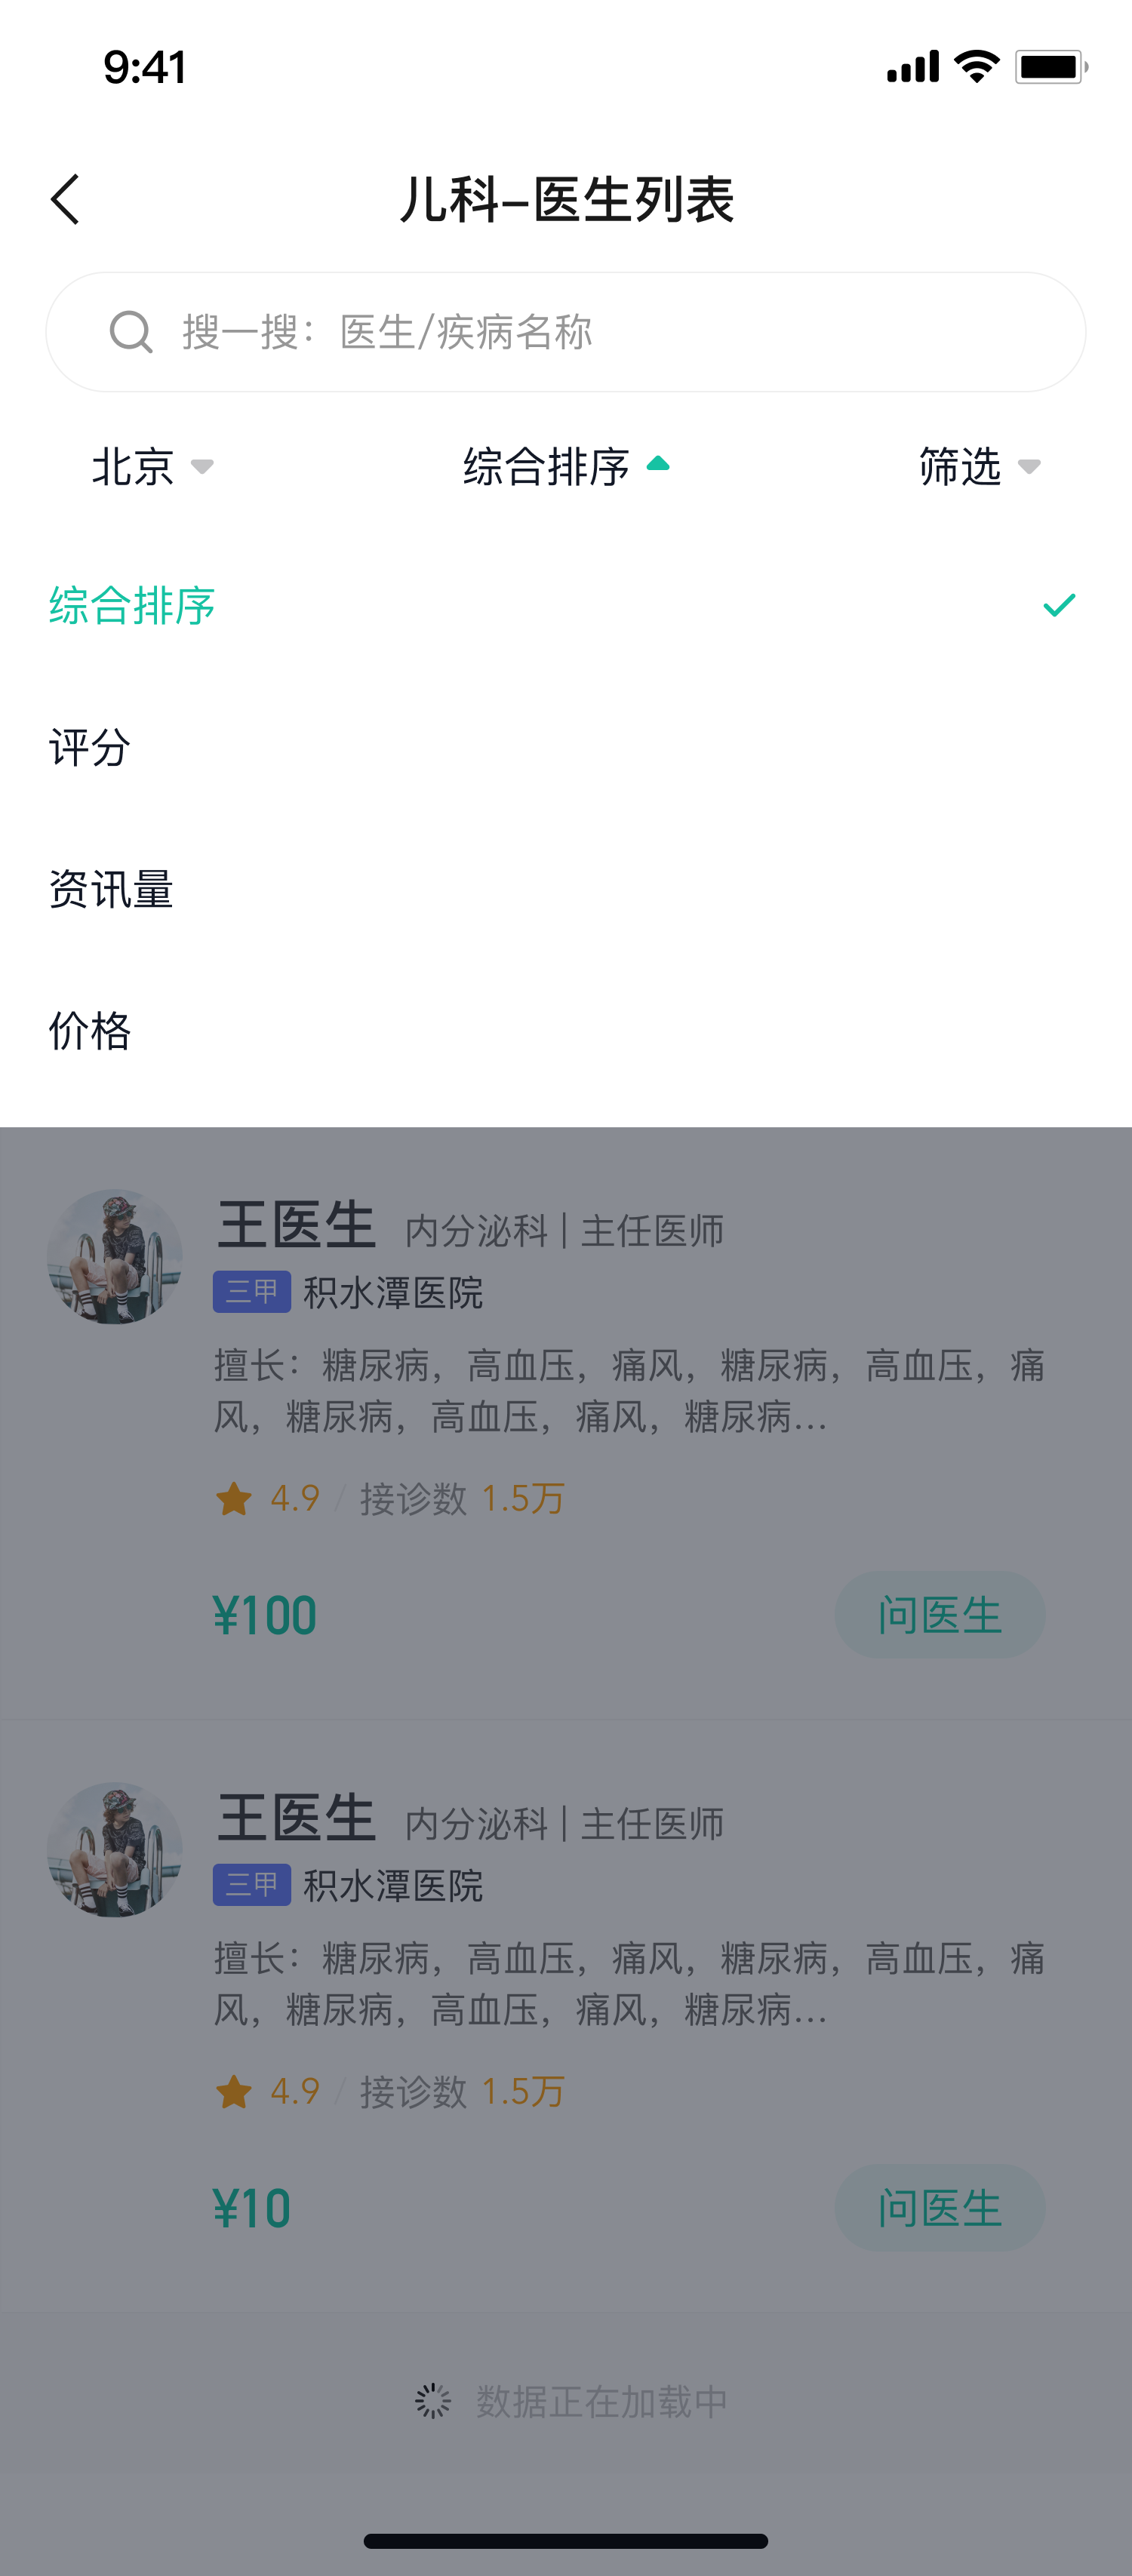 9:41
儿科-医生列表
搜一搜：医生/疾病名称
北京 综合排序 筛选
综合排序
评分
资讯量
价格
王医生 内分泌科 | 主任医师
三甲 积水潭医院
擅长：糖尿病，高血压，痛风，糖尿病，高血压，痛
风，糖尿病，高血压，痛风，糖尿病...
4.9 / 接诊数 1.5万
¥100 问医生
王医生 内分泌科 | 主任医师
三甲 积水潭医院
擅长：糖尿病，高血压，痛风，糖尿病，高血压，痛
风，糖尿病，高血压，痛风，糖尿病...
4.9 / 接诊数 1.5万
¥10 问医生
数据正在加载中